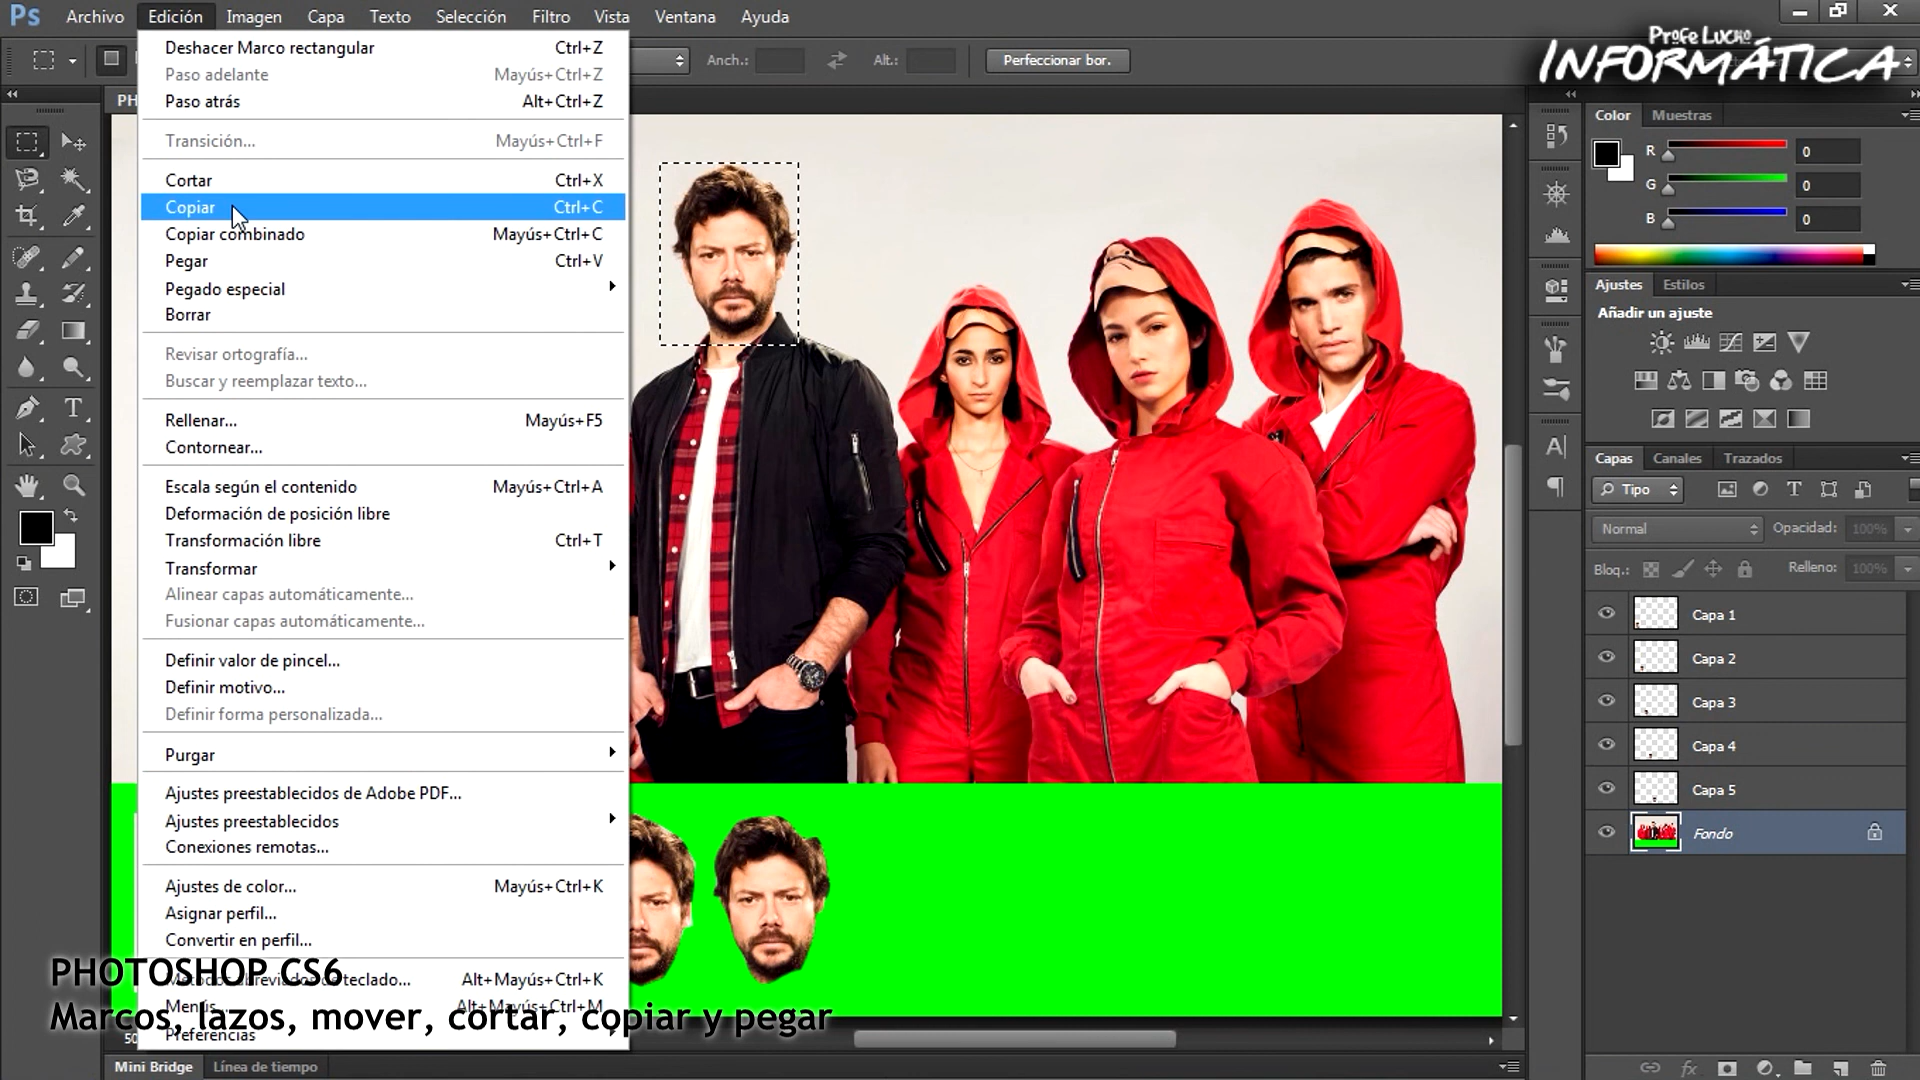 Ps Archivo Edición Imagen Capa Texto Selección Filtro Vista Ventana Ayuda
Profe Lucho
INFORMÁTICA
Anch.: Alt.: Perfeccionar bor.
PH
Deshacer Marco rectangular Ctrl+Z
Paso adelante Mayús+Ctrl+Z
Paso atrás Alt+Ctrl+Z
Transición... Mayús+Ctrl+F
Cortar Ctrl+X
Copiar Ctrl+C
Copiar combinado Mayús+Ctrl+C
Pegar Ctrl+V
Pegado especial
Borrar
Revisar ortografía...
Buscar y reemplazar texto...
Rellenar... Mayús+F5
Contornear...
Escala según el contenido Mayús+Ctrl+A
Deformación de posición libre
Transformación libre Ctrl+T
Transformar
Alinear capas automáticamente...
Fusionar capas automáticamente...
Definir valor de pincel...
Definir motivo...
Definir forma personalizada...
Purgar
Ajustes preestablecidos de Adobe PDF...
Ajustes preestablecidos
Conexiones remotas...
Ajustes de color... Mayús+Ctrl+K
Asignar perfil...
Convertir en perfil...
Métodos abreviados de teclado... Alt+Mayús+Ctrl+K
Menús... Alt+Mayús+Ctrl+M
Preferencias
PHOTOSHOP CS6
Marcos, lazos, mover, cortar, copiar y pegar
50
Mini Bridge Línea de tiempo
Color Muestras
R 0
G 0
B 0
Ajustes Estilos
Añadir un ajuste
Capas Canales Trazados
Tipo
Normal Opacidad: 100%
Bloq.: Relleno: 100%
Capa 1
Capa 2
Capa 3
Capa 4
Capa 5
Fondo